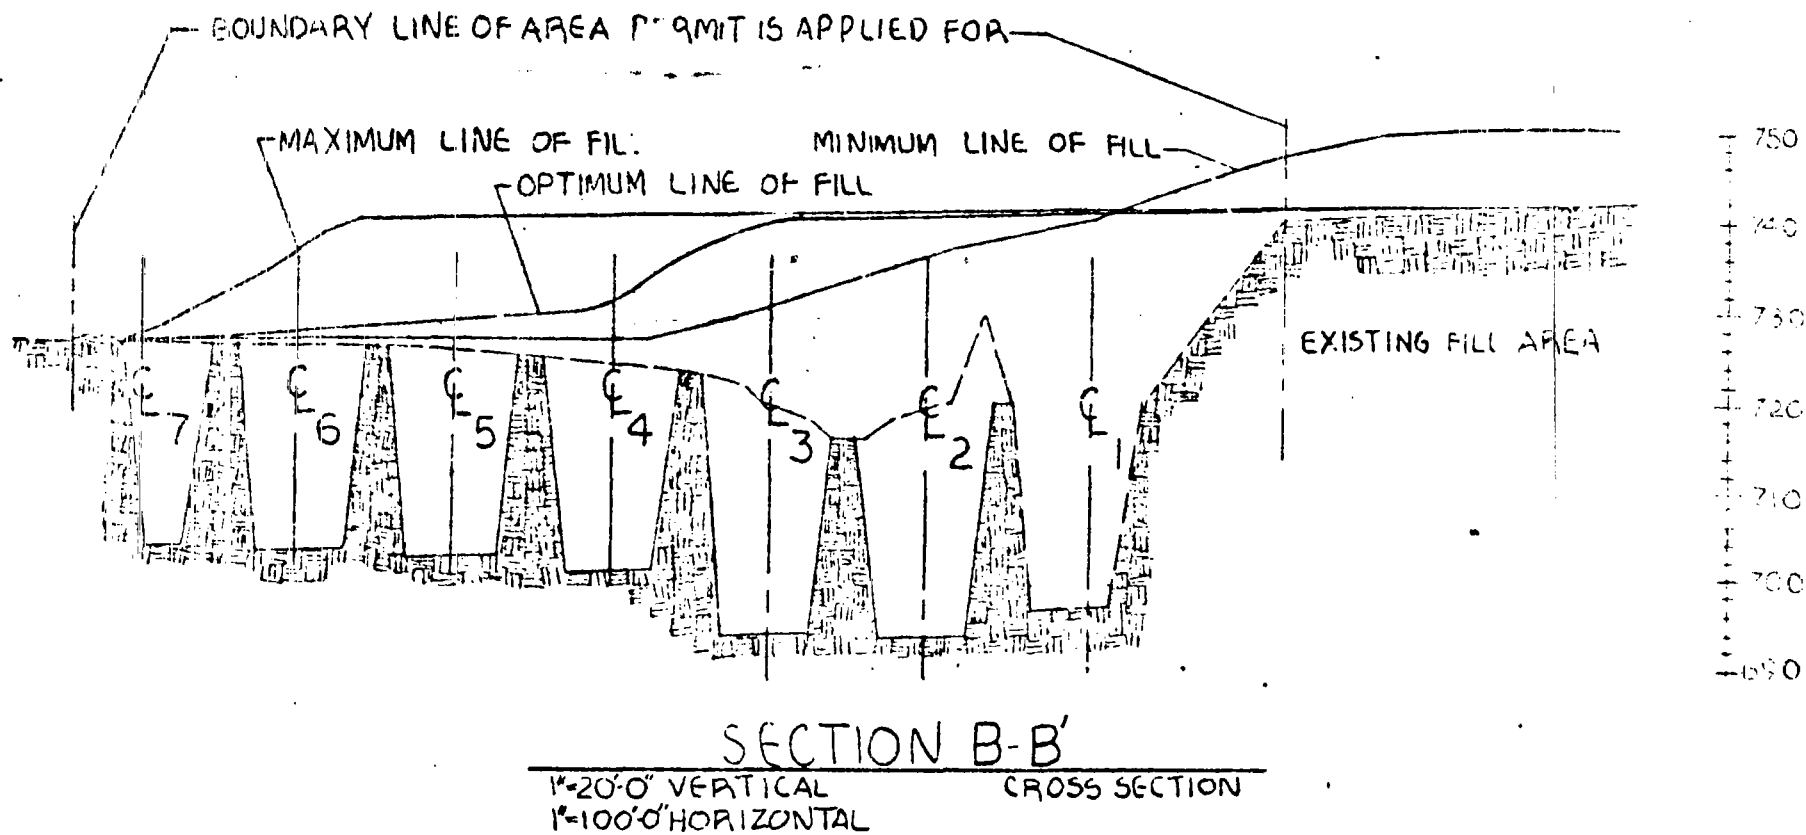 BOUNDARY LINE OF AREA P RMIT IS APPLIED FOR
MAXIMUM LINE OF FIL
MINIMUM LINE OF FILL
OPTIMUM LINE OF FILL
750
740
730
720
710
700
690
EXISTING FILL AREA
℄ 7
℄ 6
℄ 5
℄ 4
℄ 3
℄ 2
℄ 1
SECTION B-B'
1"=20'-0" VERTICAL
CROSS SECTION
1"=100'-0" HORIZONTAL